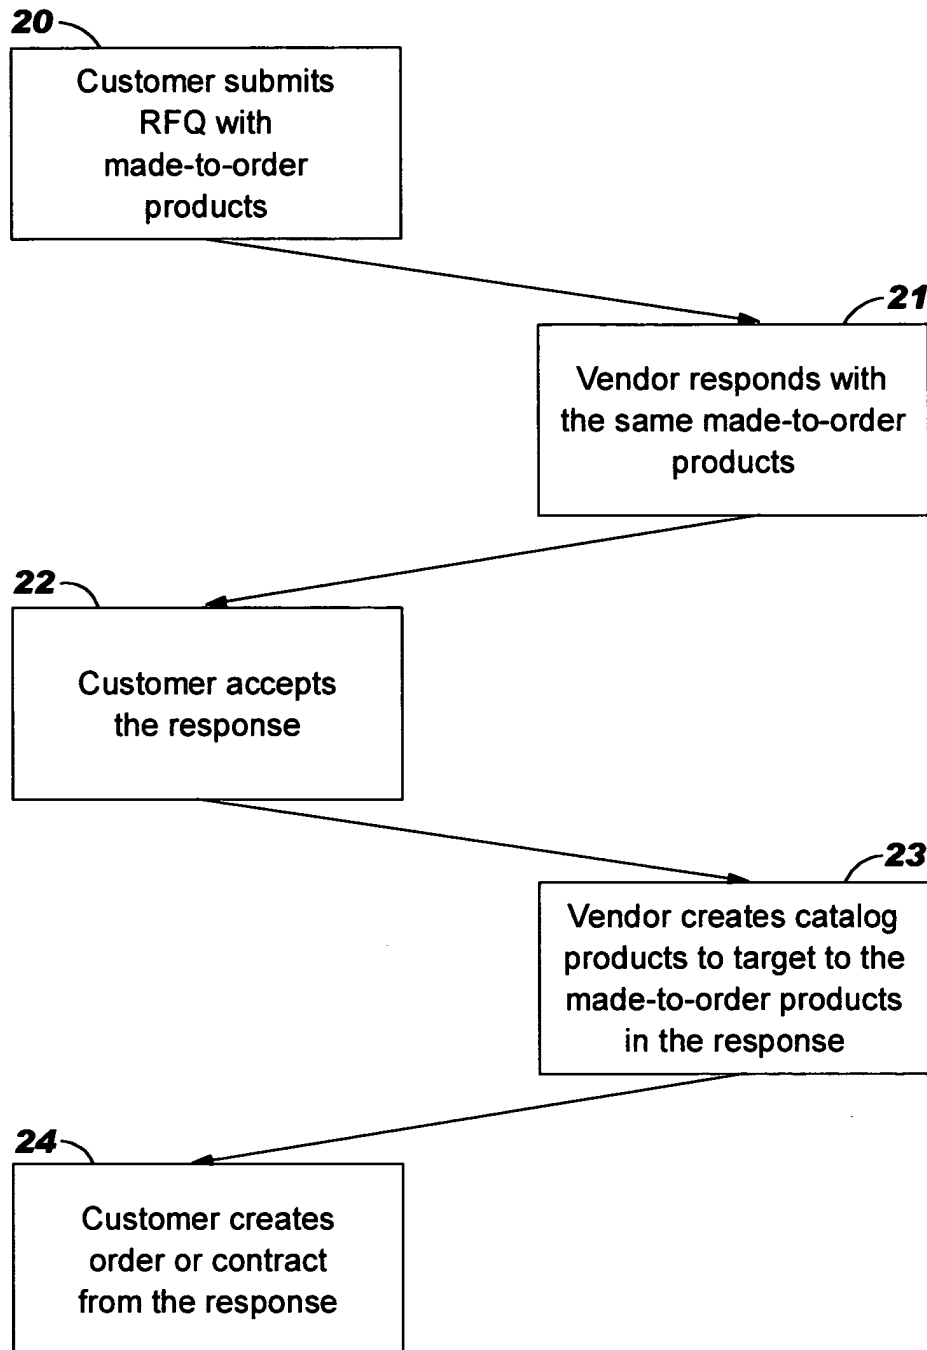 20
Customer submits
RFQ with
made-to-order
products
21
Vendor responds with
the same made-to-order
products
22
Customer accepts
the response
23
Vendor creates catalog
products to target to the
made-to-order products
in the response
24
Customer creates
order or contract
from the response